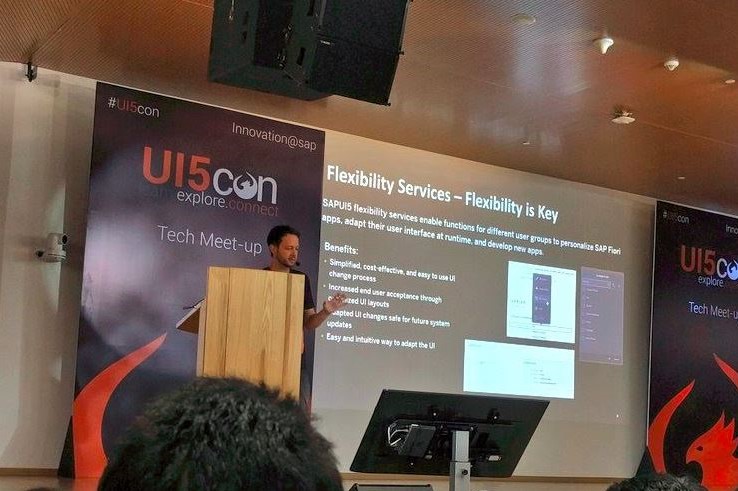 #UI5con
Innovation@sap
UI5con
explore.connect
Tech Meet-up
Flexibility Services – Flexibility is Key
SAPUI5 flexibility services enable functions for different user groups to personalize SAP Fiori
apps, adapt their user interface at runtime, and develop new apps.
Benefits:
• Simplified, cost-effective, and easy to use UI
change process
• Increased end user acceptance through
UI layouts
UI changes safe for future system
updates
• Easy and intuitive way to adapt the UI
#ui5con
UI5c
explore
Tech Meet-u